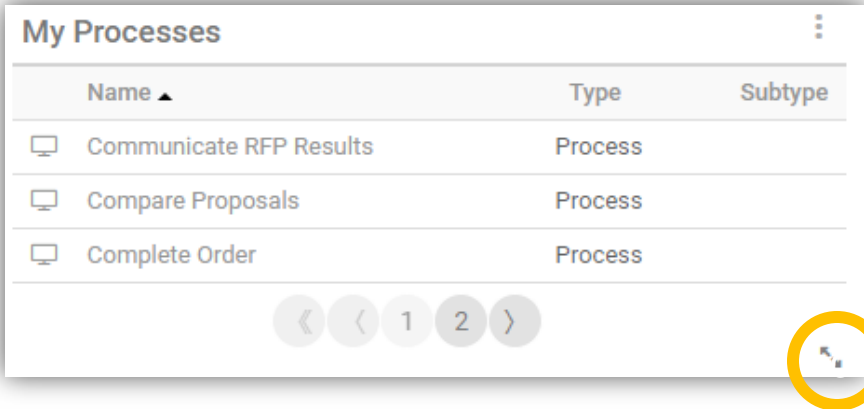 My Processes
Name Type Subtype
Communicate RFP Results Process
Compare Proposals Process
Complete Order Process
1 2